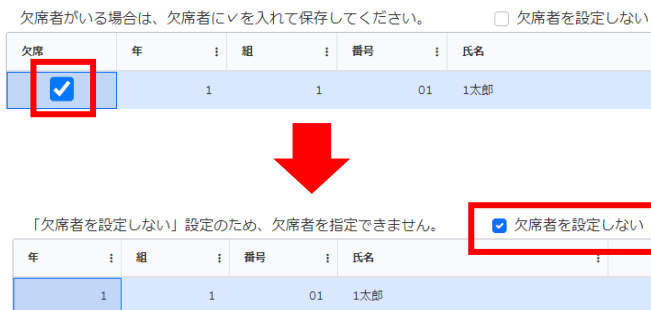 欠席者がいる場合は、欠席者に✓を入れて保存してください。 欠席者を設定しない
欠席 年 組 番号 氏名
1 1 01 1太郎
「欠席者を設定しない」設定のため、欠席者を指定できません。 欠席者を設定しない
年 組 番号 氏名
1 1 01 1太郎